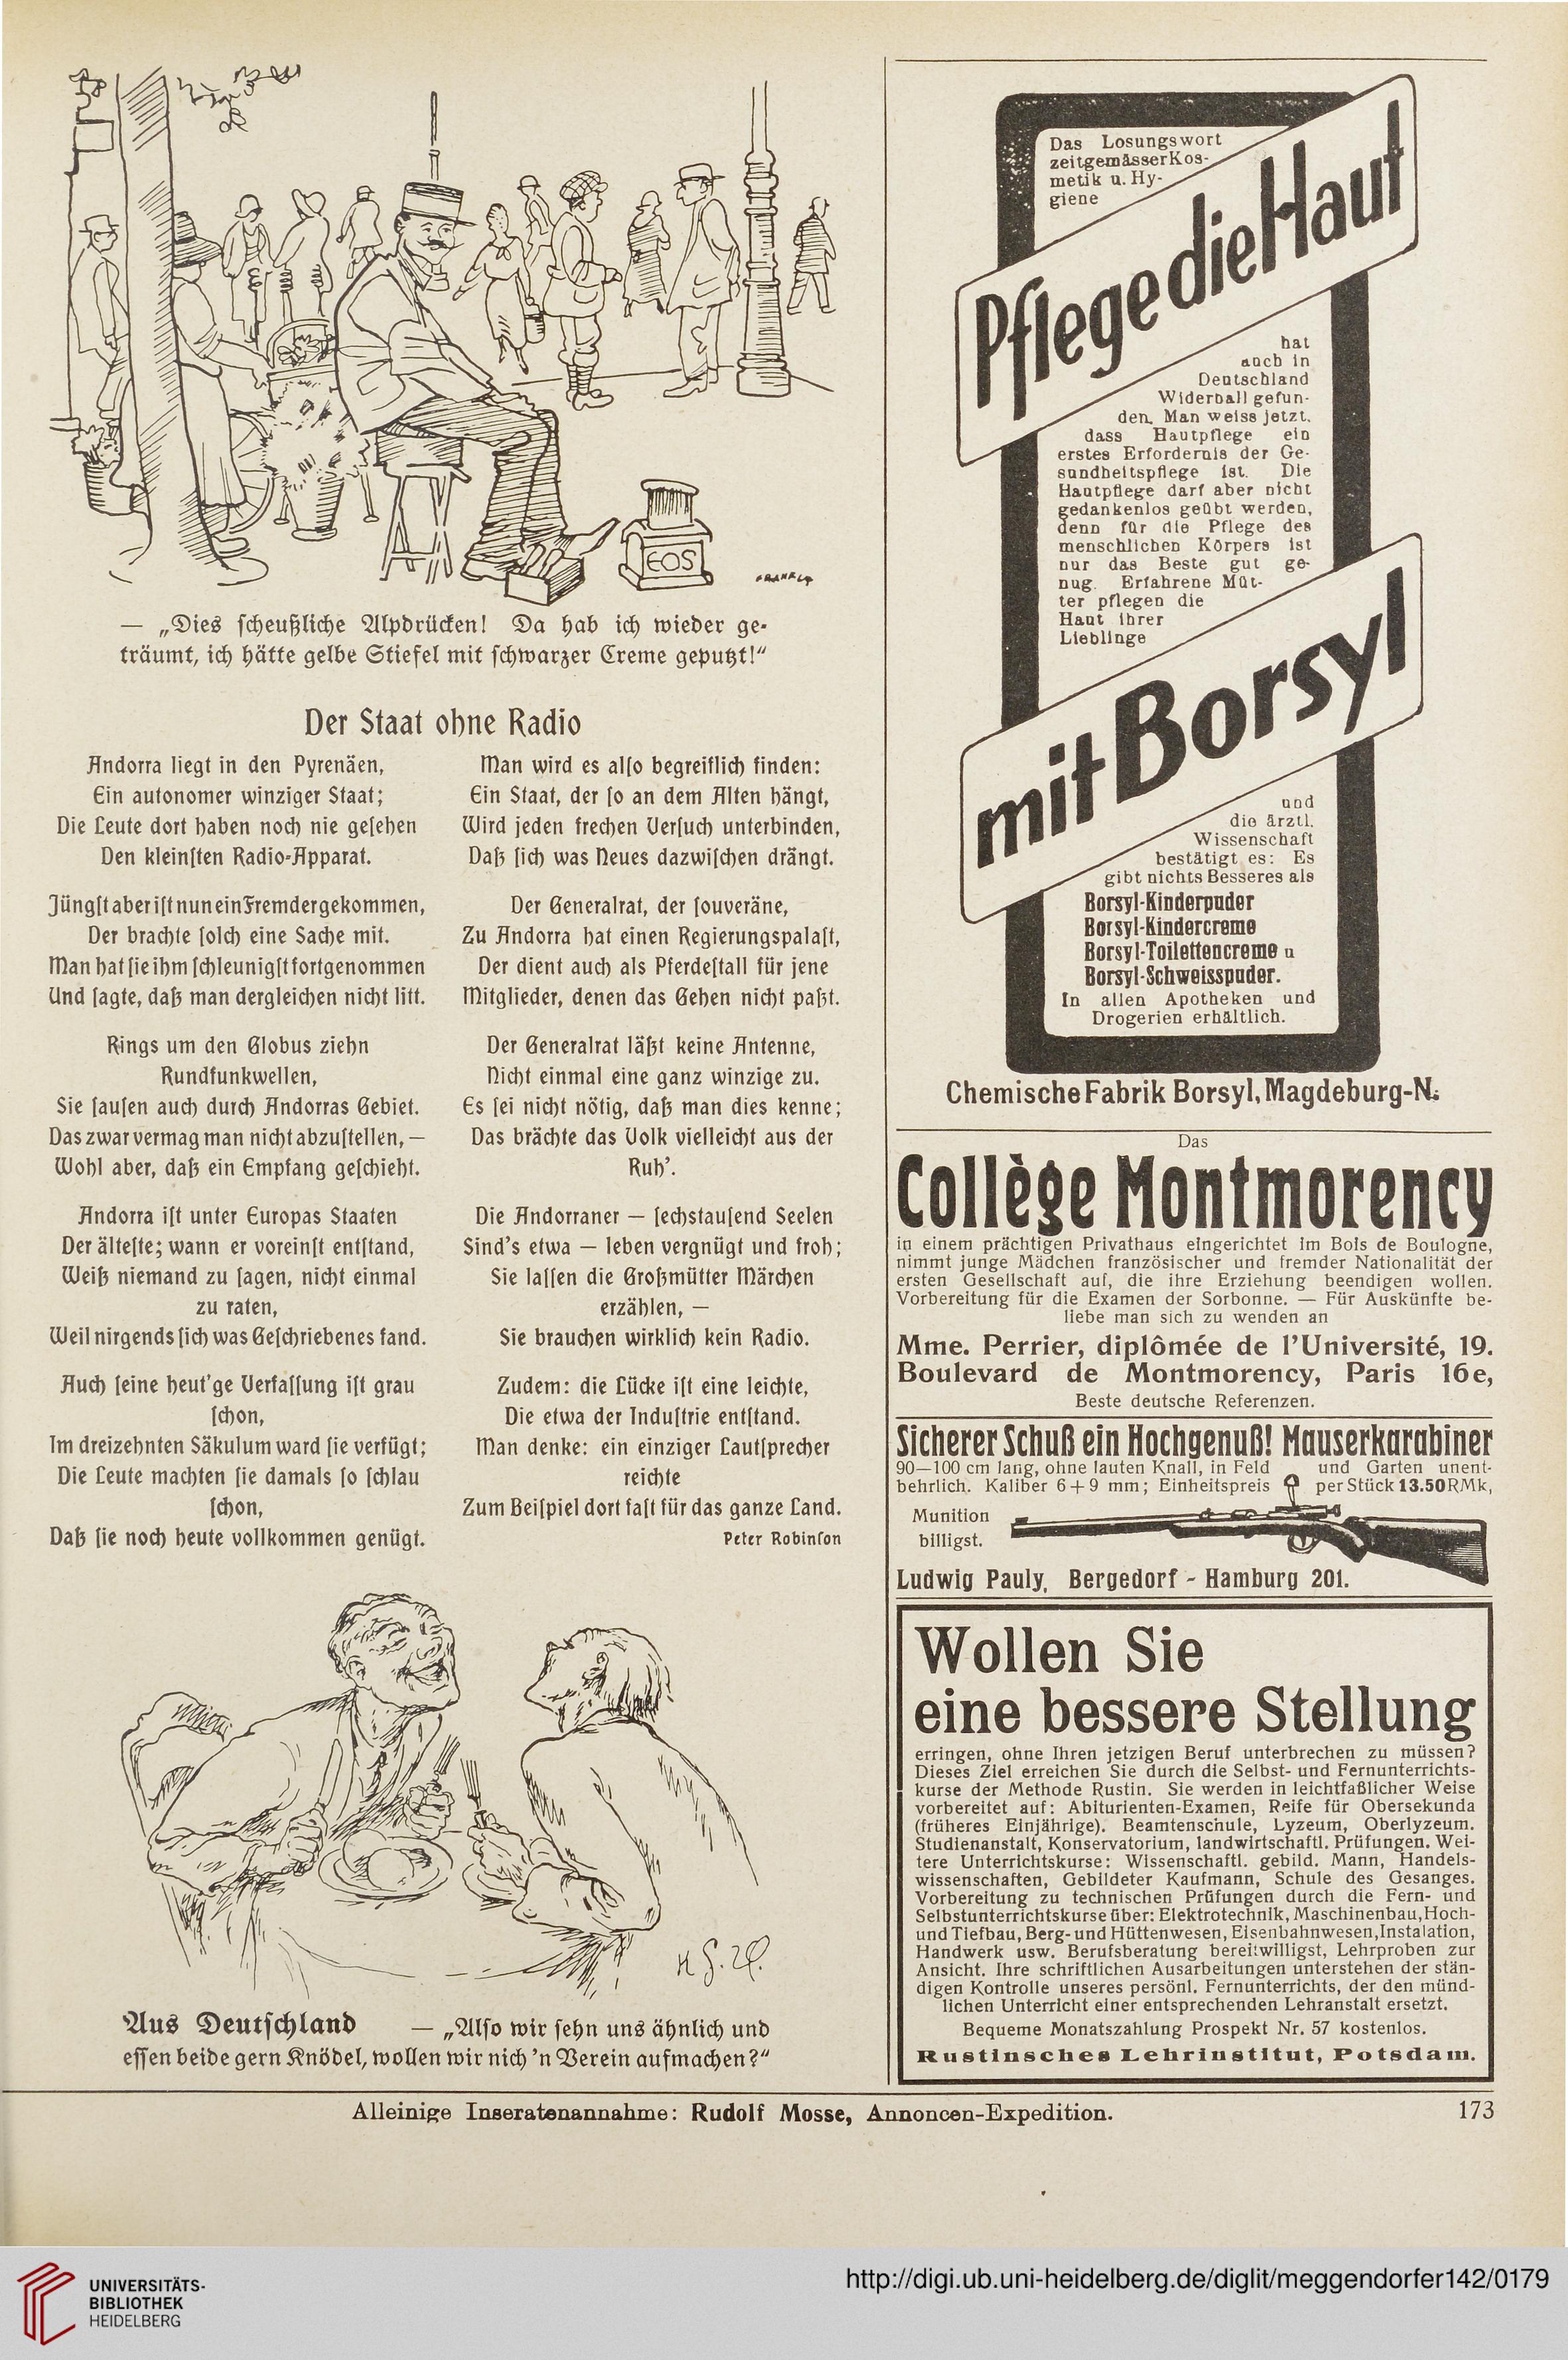 EOS
FRANK
— „Dies ſcheußliche Alpdrücken! Da hab ich wieder ge-
träumt, ich hätte gelbe Stiefel mit ſchwarzer Creme geputzt!“
Der Staat ohne Radio
Andorra liegt in den Pyrenäen,
Ein autonomer winziger Staat;
Die Leute dort haben noch nie geſehen
Den kleinſten Radio-Apparat.
Jüngſt aber iſt nun ein Fremder gekommen,
Der brachte ſolch eine Sache mit.
Man hat ſie ihm ſchleunigſt fortgenommen
Und ſagte, daß man dergleichen nicht litt.
Rings um den Globus ziehn
Rundfunkwellen,
Sie ſauſen auch durch Andorras Gebiet.
Das zwar vermag man nicht abzuſtellen, —
Wohl aber, daß ein Empfang geſchieht.
Andorra iſt unter Europas Staaten
Der älteſte; wann er voreinſt entſtand,
Weiß niemand zu ſagen, nicht einmal
zu raten,
Weil nirgends ſich was Geſchriebenes fand.
Auch ſeine heut'ge Verfaſſung iſt grau
ſchon,
Im dreizehnten Säkulum ward ſie verfügt;
Die Leute machten ſie damals ſo ſchlau
ſchon,
Daß ſie noch heute vollkommen genügt.
Man wird es alſo begreiflich finden:
Ein Staat, der ſo an dem Alten hängt,
Wird jeden frechen Verſuch unterbinden,
Daß ſich was Neues dazwiſchen drängt.
Der Generalrat, der ſouveräne,
Zu Andorra hat einen Regierungspalaſt,
Der dient auch als Pferdeſtall für jene
Mitglieder, denen das Gehen nicht paßt.
Der Generalrat läßt keine Antenne,
Nicht einmal eine ganz winzige zu.
Es ſei nicht nötig, daß man dies kenne;
Das brächte das Volk vielleicht aus der
Ruh'.
Die Andorraner — ſechstauſend Seelen
Sind's etwa — leben vergnügt und froh;
Sie laſſen die Großmütter Märchen
erzählen, —
Sie brauchen wirklich kein Radio.
Zudem: die Lücke iſt eine leichte,
Die etwa der Induſtrie entſtand.
Man denke: ein einziger Lautſprecher
reichte
Zum Beiſpiel dort faſt für das ganze Land.
Peter Robinſon
Aus Deutſchland — „Alſo wir ſehn uns ähnlich und
eſſen beide gern Knödel, wollen wir nich 'n Verein aufmachen?“
Das Losungswort
zeitgemässer Kos-
metik u. Hy-
giene
Pflege die Haut
hat
auch in
Deutschland
Widerhall gefun-
den. Man weiss jetzt,
dass Hautpflege ein
erstes Erfordernis der Ge-
sundheitspflege ist. Die
Hautpflege darf aber nicht
gedankenlos geübt werden,
denn für die Pflege des
menschlichen Körpers ist
nur das Beste gut ge-
nug. Erfahrene Müt-
ter pflegen die
Haut ihrer
Lieblinge
mit Borsyl
und
die ärztl.
Wissenschaft
bestätigt es: Es
gibt nichts Besseres als
Borsyl-Kinderpuder
Borsyl-Kindercreme
Borsyl-Toilettencreme u
Borsyl-Schweisspuder.
In allen Apotheken und
Drogerien erhältlich.
Chemische Fabrik Borsyl, Magdeburg-N.
Das
Collège Montmorency
in einem prächtigen Privathaus eingerichtet im Bois de Boulogne,
nimmt junge Mädchen französischer und fremder Nationalität der
ersten Gesellschaft auf, die ihre Erziehung beendigen wollen.
Vorbereitung für die Examen der Sorbonne. — Für Auskünfte be-
liebe man sich zu wenden an
Mme. Perrier, diplômée de l'Université, 19.
Boulevard de Montmorency, Paris 16e,
Beste deutsche Referenzen.
Sicherer Schuß ein Hochgenuß! Mauserkarabiner
90—100 cm lang, ohne lauten Knall, in Feld und Garten unent-
behrlich. Kaliber 6 + 9 mm; Einheitspreis per Stück 13.50 RMk,
Munition
billigst.
Ludwig Pauly, Bergedorf - Hamburg 201.
Wollen Sie
eine bessere Stellung
erringen, ohne Ihren jetzigen Beruf unterbrechen zu müssen?
Dieses Ziel erreichen Sie durch die Selbst- und Fernunterrichts-
kurse der Methode Rustin. Sie werden in leichtfaßlicher Weise
vorbereitet auf: Abiturienten-Examen, Reife für Obersekunda
(früheres Einjährige). Beamtenschule, Lyzeum, Oberlyzeum.
Studienanstalt, Konservatorium, landwirtschaftl. Prüfungen. Wei-
tere Unterrichtskurse: Wissenschaftl. gebild. Mann, Handels-
wissenschaften, Gebildeter Kaufmann, Schule des Gesanges.
Vorbereitung zu technischen Prüfungen durch die Fern- und
Selbstunterrichtskurse über: Elektrotechnik, Maschinenbau, Hoch-
und Tiefbau, Berg- und Hüttenwesen, Eisenbahnwesen, Instalation,
Handwerk usw. Berufsberatung bereitwilligst, Lehrproben zur
Ansicht. Ihre schriftlichen Ausarbeitungen unterstehen der stän-
digen Kontrolle unseres persönl. Fernunterrichts, der den münd-
lichen Unterricht einer entsprechenden Lehranstalt ersetzt.
Bequeme Monatszahlung Prospekt Nr. 57 kostenlos.
Rustinsches Lehrinstitut, Potsdam.
Alleinige Inseratenannahme: Rudolf Mosse, Annoncen-Expedition.
173
UNIVERSITÄTS-
BIBLIOTHEK
HEIDELBERG
http://digi.ub.uni-heidelberg.de/diglit/meggendorfer142/0179